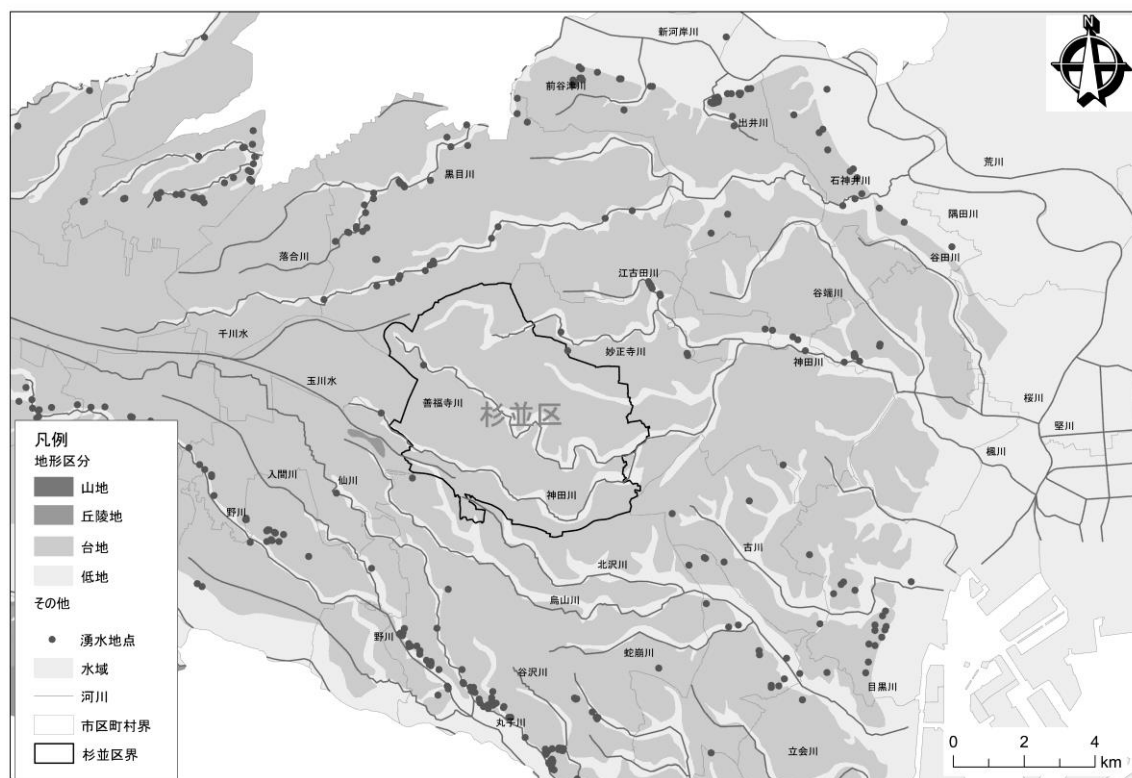 新河岸川
N
前谷津川
出井川
荒川
黒目川
石神井川
隅田川
落合川
江古田川
谷田川
谷端川
千川水
妙正寺川
神田川
玉川水
善福寺川
杉並区
桜川
竪川
楓川
入間川
仙川
神田川
野川
古川
北沢川
烏山川
野川
蛇崩川
谷沢川
目黒川
丸子川
立会川
凡例
地形区分
山地
丘陵地
台地
低地
その他
湧水地点
水域
河川
市区町村界
杉並区界
0 2 4
km